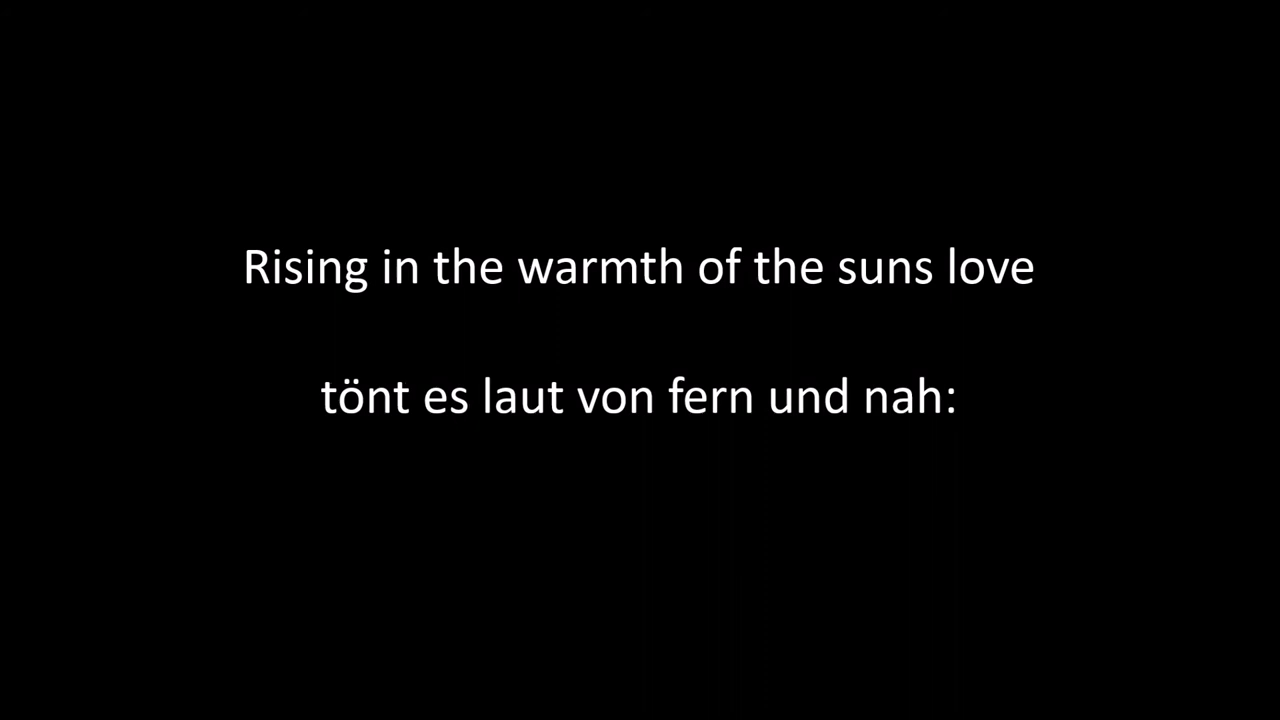 Rising in the warmth of the suns love
tönt es laut von fern und nah: